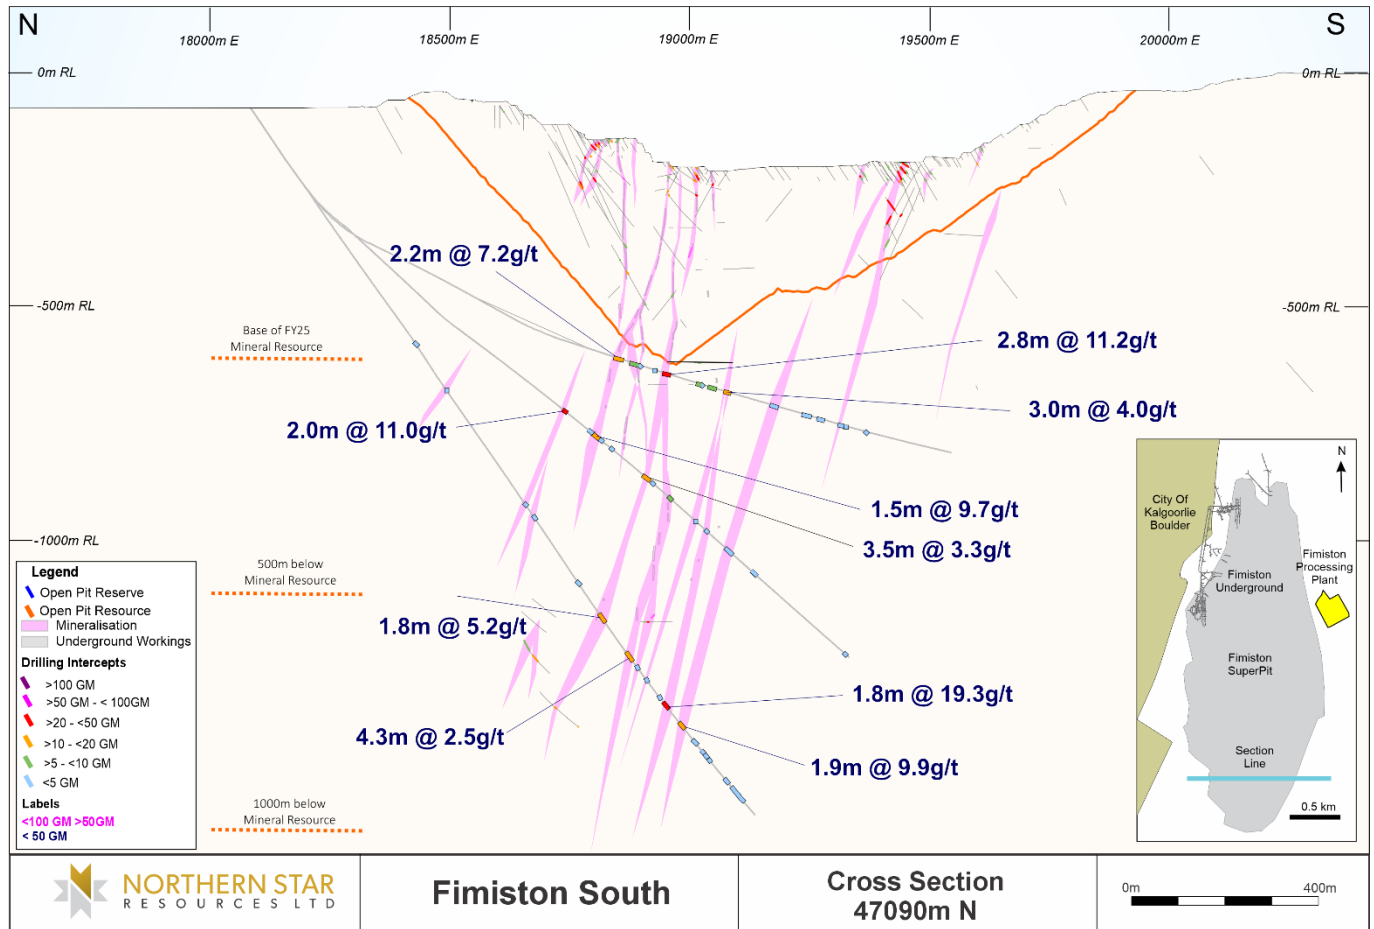 N
S
18000m E
18500m E
19000m E
19500m E
20000m E
0m RL
0m RL
2.2m @ 7.2g/t
-500m RL
-500m RL
Base of FY25
Mineral Resource
2.8m @ 11.2g/t
3.0m @ 4.0g/t
2.0m @ 11.0g/t
1.5m @ 9.7g/t
3.5m @ 3.3g/t
-1000m RL
500m below
Mineral Resource
1.8m @ 5.2g/t
1.8m @ 19.3g/t
4.3m @ 2.5g/t
1.9m @ 9.9g/t
1000m below
Mineral Resource
Legend
Open Pit Reserve
Open Pit Resource
Mineralisation
Underground Workings
Drilling Intercepts
>100 GM
>50 GM - < 100GM
>20 - <50 GM
>10 - <20 GM
>5 - <10 GM
<5 GM
Labels
<100 GM >50GM
< 50 GM
N
City Of
Kalgoorlie
Boulder
Fimiston
Processing
Plant
Fimiston
Underground
Fimiston
SuperPit
Section
Line
0.5 km
NORTHERN STAR
RESOURCES LTD
Fimiston South
Cross Section
47090m N
0m
400m